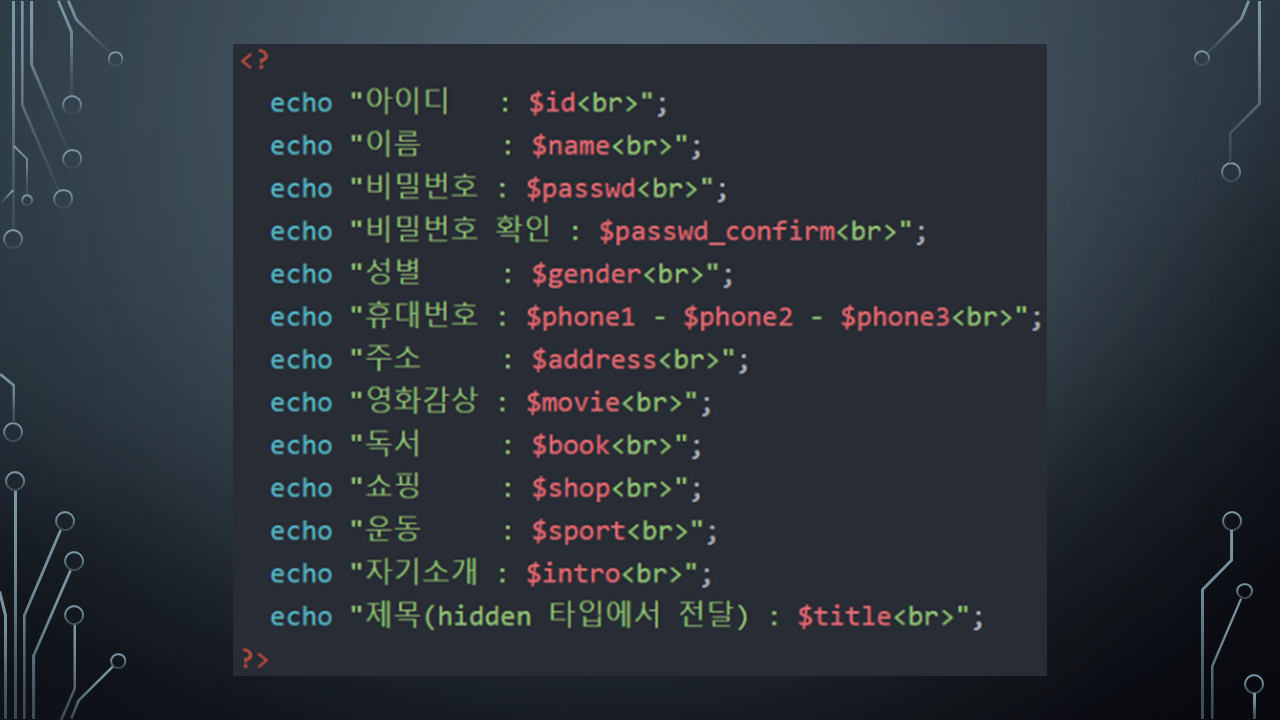 <?
echo "아이디   : $id<br>";
echo "이름     : $name<br>";
echo "비밀번호 : $passwd<br>";
echo "비밀번호 확인 : $passwd_confirm<br>";
echo "성별     : $gender<br>";
echo "휴대번호 : $phone1 - $phone2 - $phone3<br>";
echo "주소     : $address<br>";
echo "영화감상 : $movie<br>";
echo "독서     : $book<br>";
echo "쇼핑     : $shop<br>";
echo "운동     : $sport<br>";
echo "자기소개 : $intro<br>";
echo "제목(hidden 타입에서 전달) : $title<br>";
?>